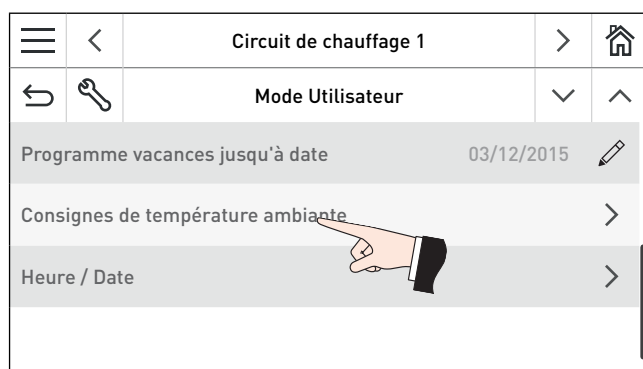 Circuit de chauffage 1
Mode Utilisateur
Programme vacances jusqu'à date 03/12/2015
Consignes de température ambiante
Heure / Date